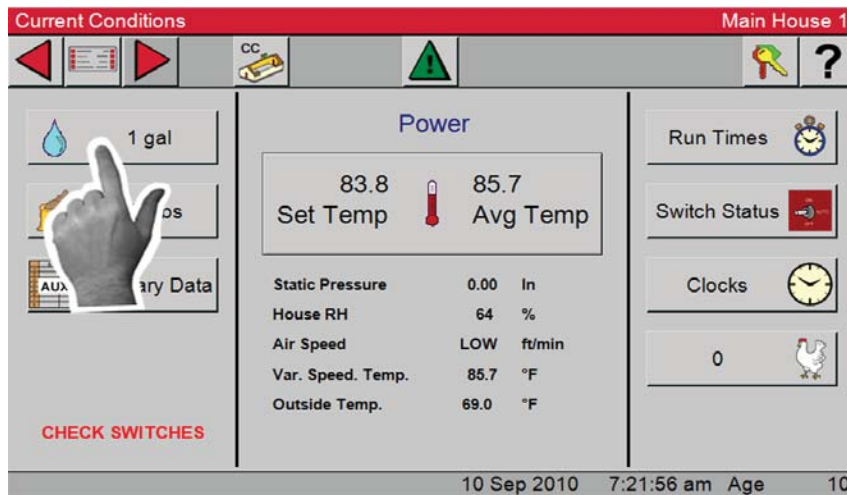 Current Conditions Main House 1
CC
?
1 gal
Power
Run Times
83.8 85.7
Set Temp Avg Temp
Switch Status
AUX ary Data
Static Pressure 0.00 In
Clocks
House RH 64 %
Air Speed LOW ft/min
Var. Speed. Temp. 85.7 °F
0
Outside Temp. 69.0 °F
CHECK SWITCHES
10 Sep 2010 7:21:56 am Age 10